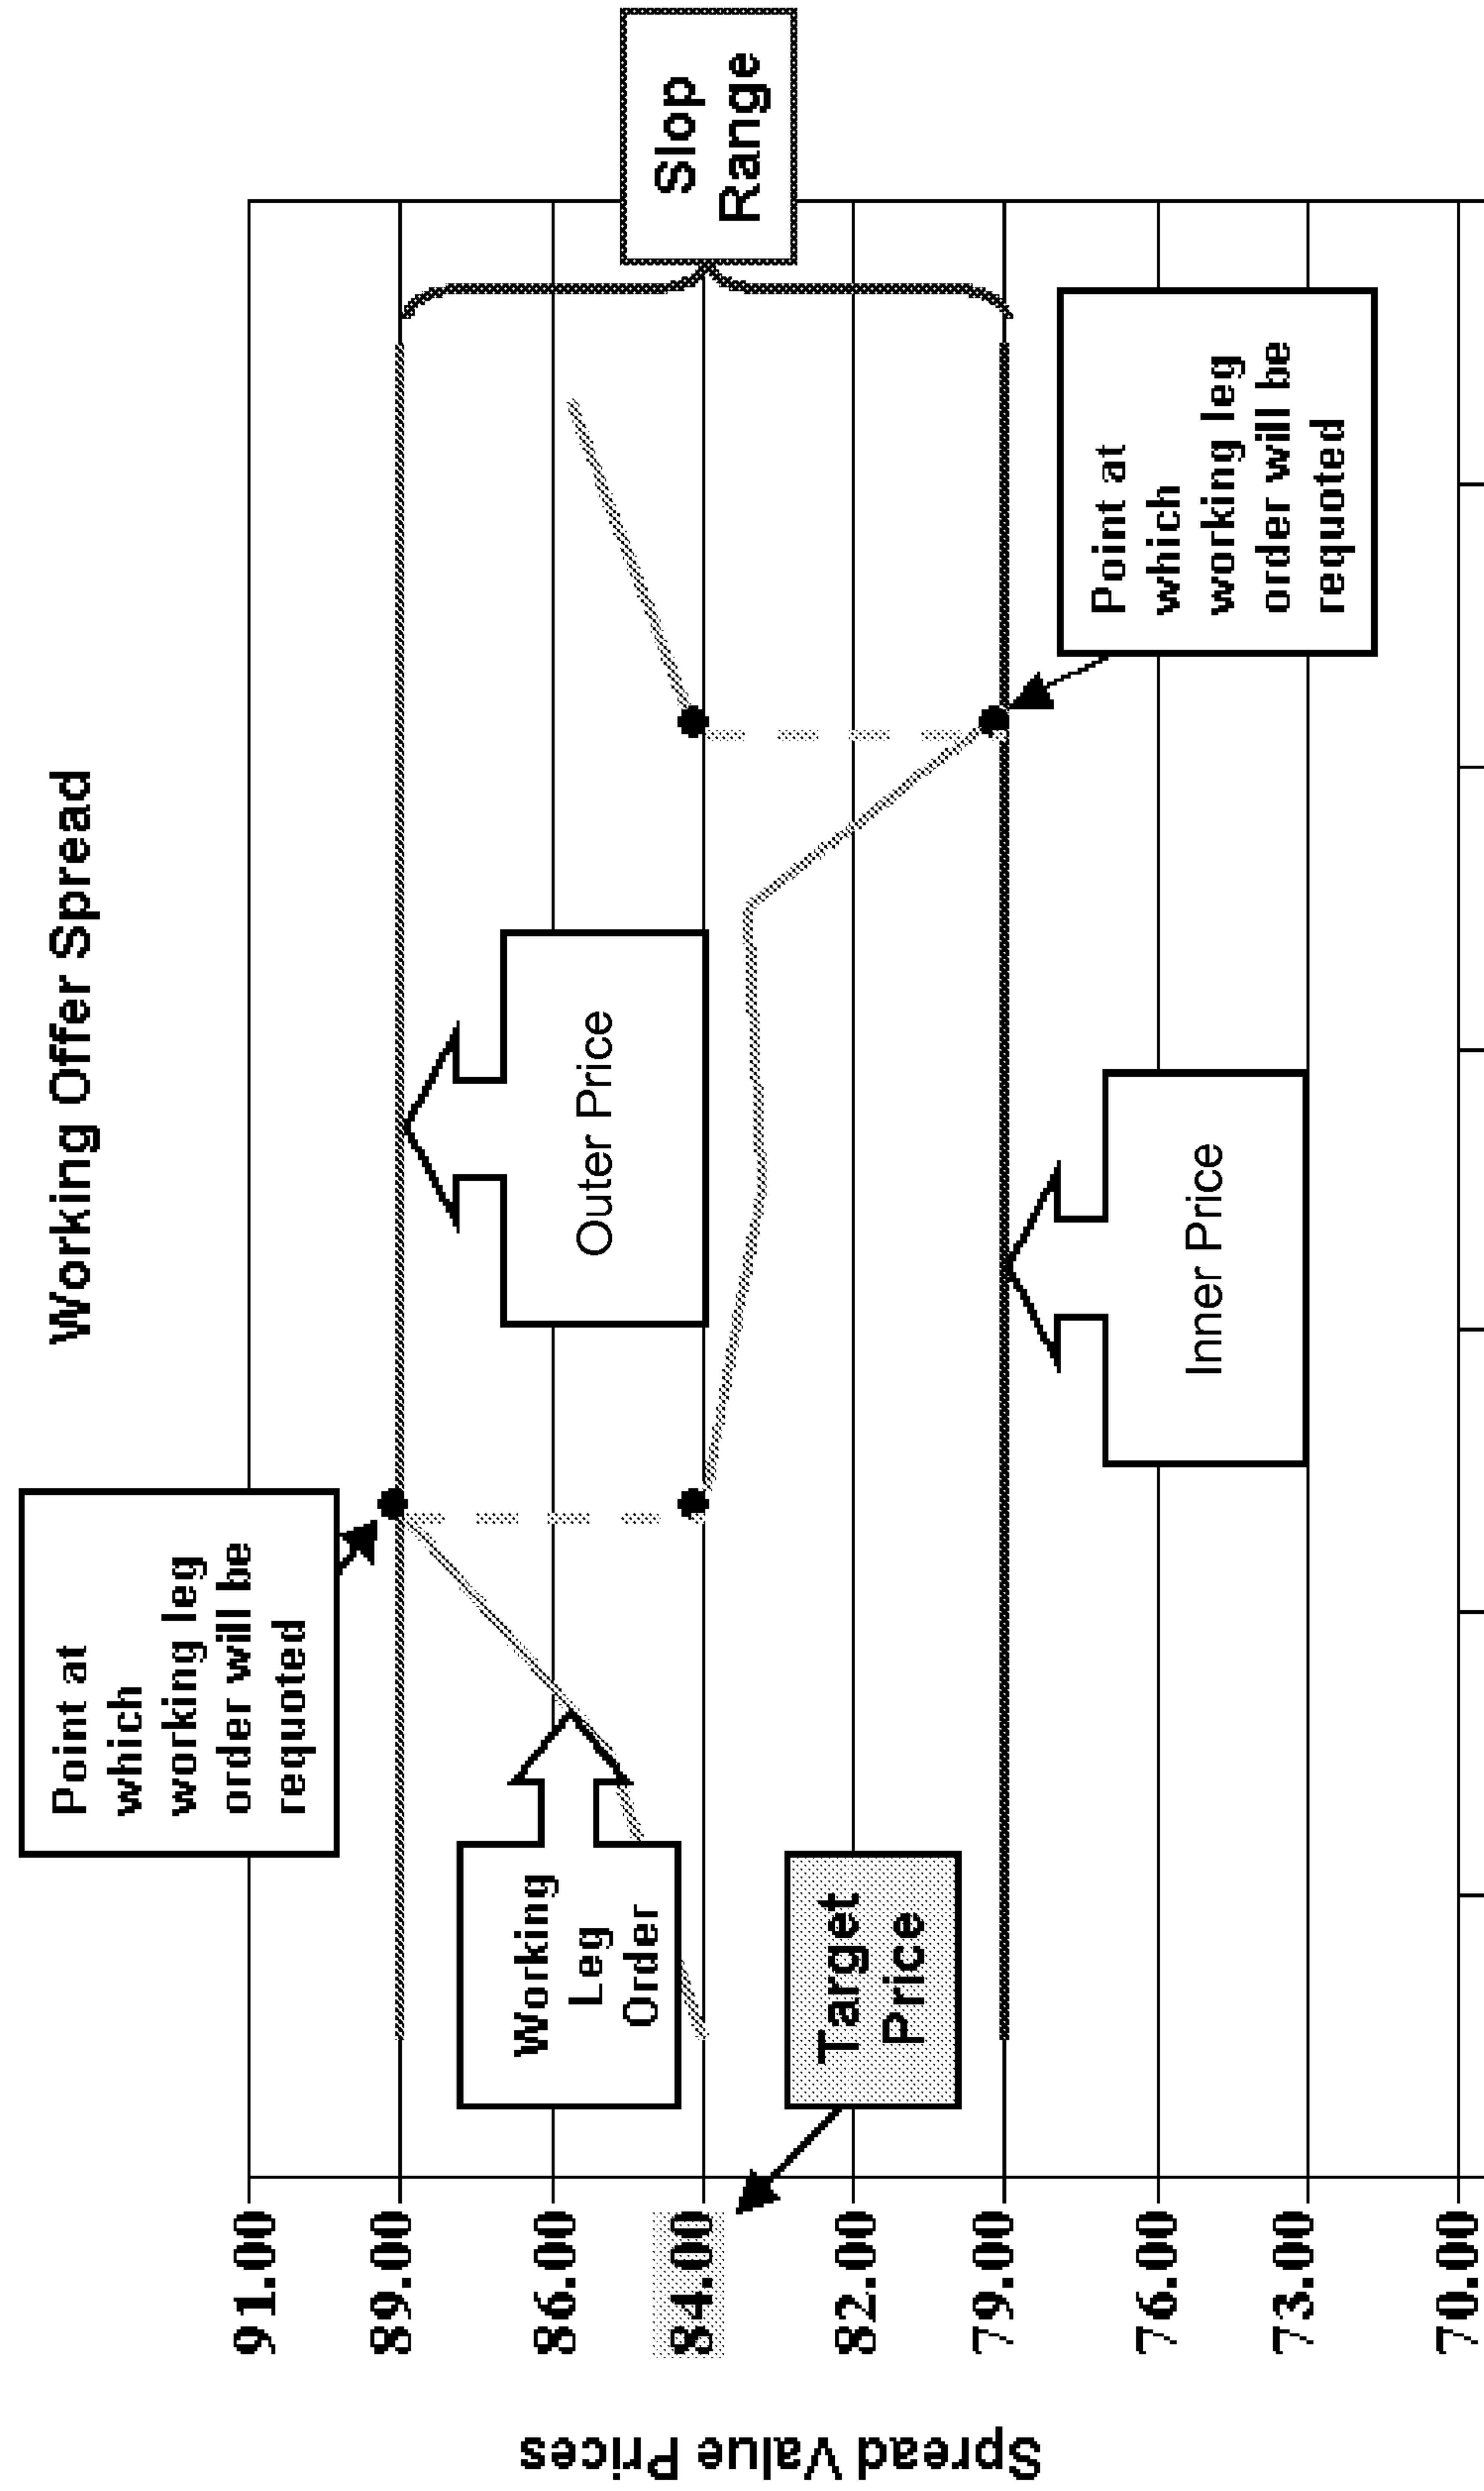 Working Offer Spread
Point at
which
working leg
order will be
requoted
Working
Leg
Order
Target
Price
Outer Price
Inner Price
Point at
which
working leg
order will be
requoted
Slop
Range
Spread Value Prices
91.00
89.00
86.00
84.00
82.00
79.00
76.00
73.00
70.00